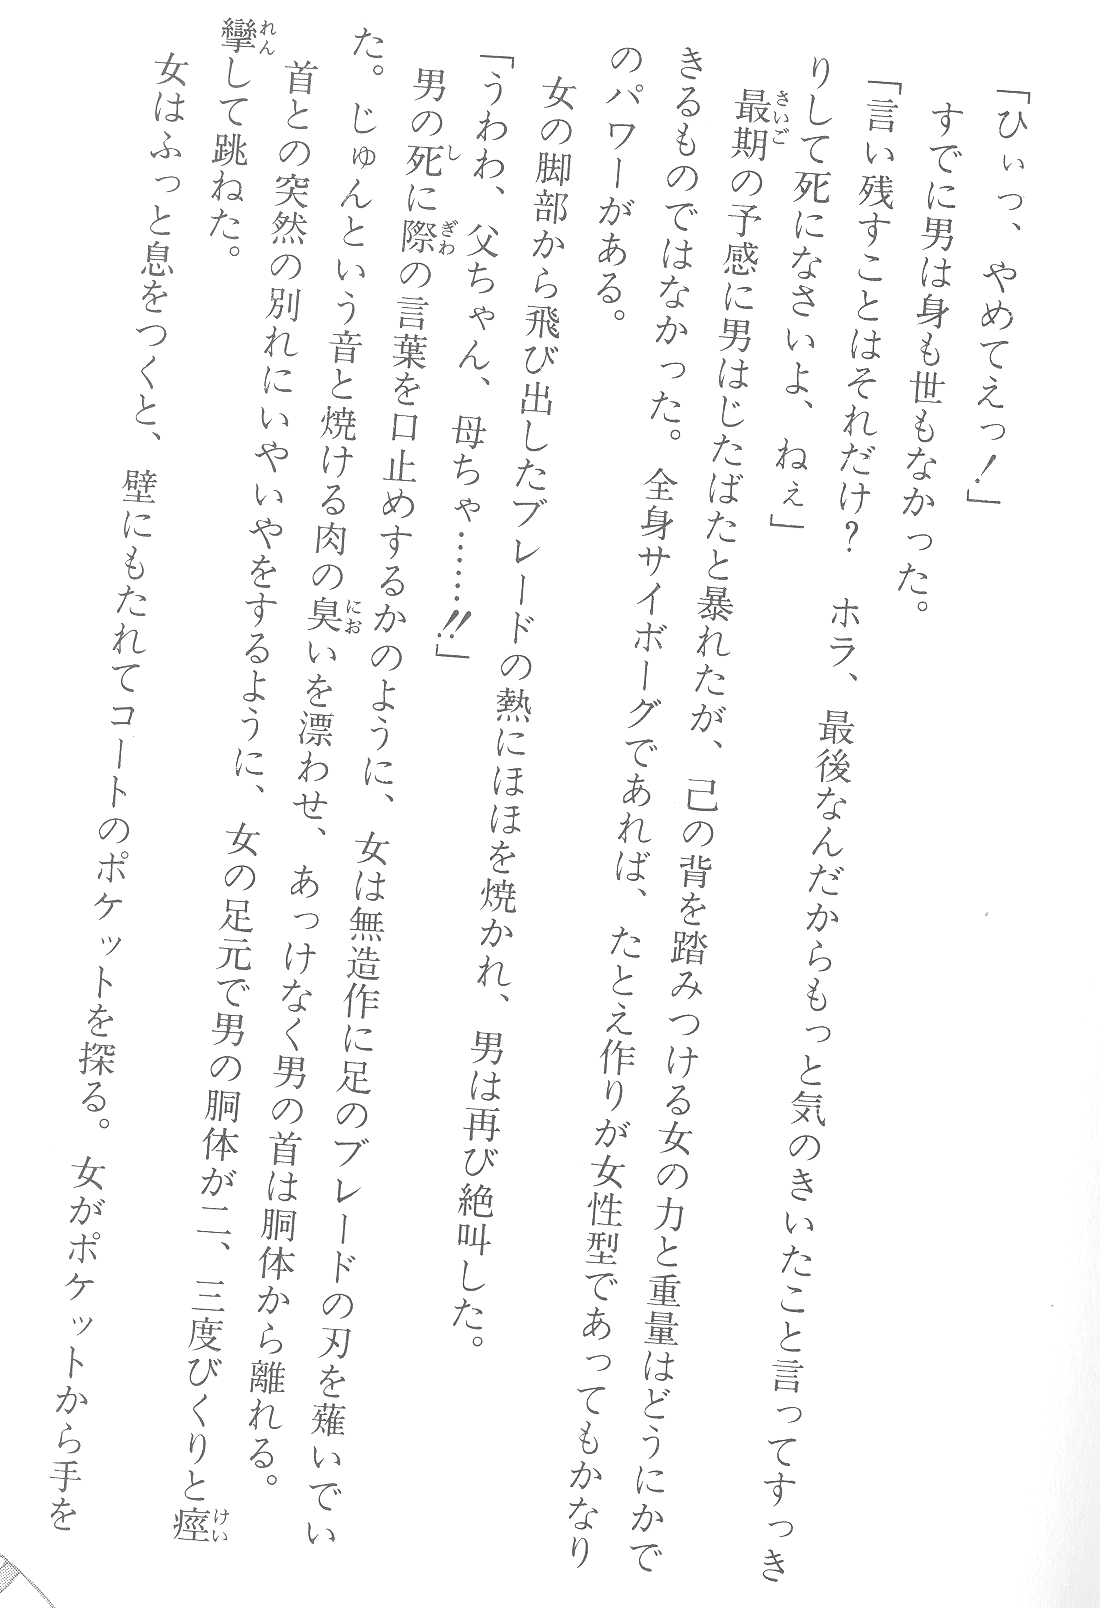 「ひぃっ、やめてえっ！」
すでに男は身も世もなかった。
「言い残すことはそれだけ？　ホラ、最後なんだからもっと気のきいたこと言ってすっき
りして死になさいよ、ねぇ」
最期の予感に男はじたばたと暴れたが、己の背を踏みつける女の力と重量はどうにかで
きるものではなかった。全身サイボーグであれば、たとえ作りが女性型であってもかなり
のパワーがある。
女の脚部から飛び出したブレードの熱にほほを焼かれ、男は再び絶叫した。
「うわわ、父ちゃん、母ちゃ……!!」
男の死に際の言葉を口止めするかのように、女は無造作に足のブレードの刃を薙いでい
た。じゅんという音と焼ける肉の臭いを漂わせ、あっけなく男の首は胴体から離れる。
首との突然の別れにいやいやをするように、女の足元で男の胴体が二、三度びくりと痙
攣して跳ねた。
女はふっと息をつくと、壁にもたれてコートのポケットを探る。女がポケットから手を